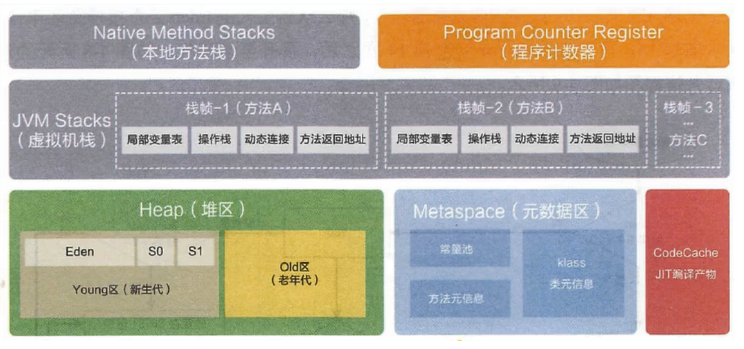 Native Method Stacks
(本地方法栈)
Program Counter Register
(程序计数器)
JVM Stacks
(虚拟机栈)
栈帧-1(方法A)
局部变量表
操作栈
动态连接
方法返回地址
栈帧-2(方法B)
局部变量表
操作栈
动态连接
方法返回地址
栈帧-3
...
方法C
...
Heap(堆区)
Eden
S0
S1
Young区(新生代)
Old区
(老年代)
Metaspace(元数据区)
常量池
方法元信息
klass
类元信息
CodeCache
JIT编译产物